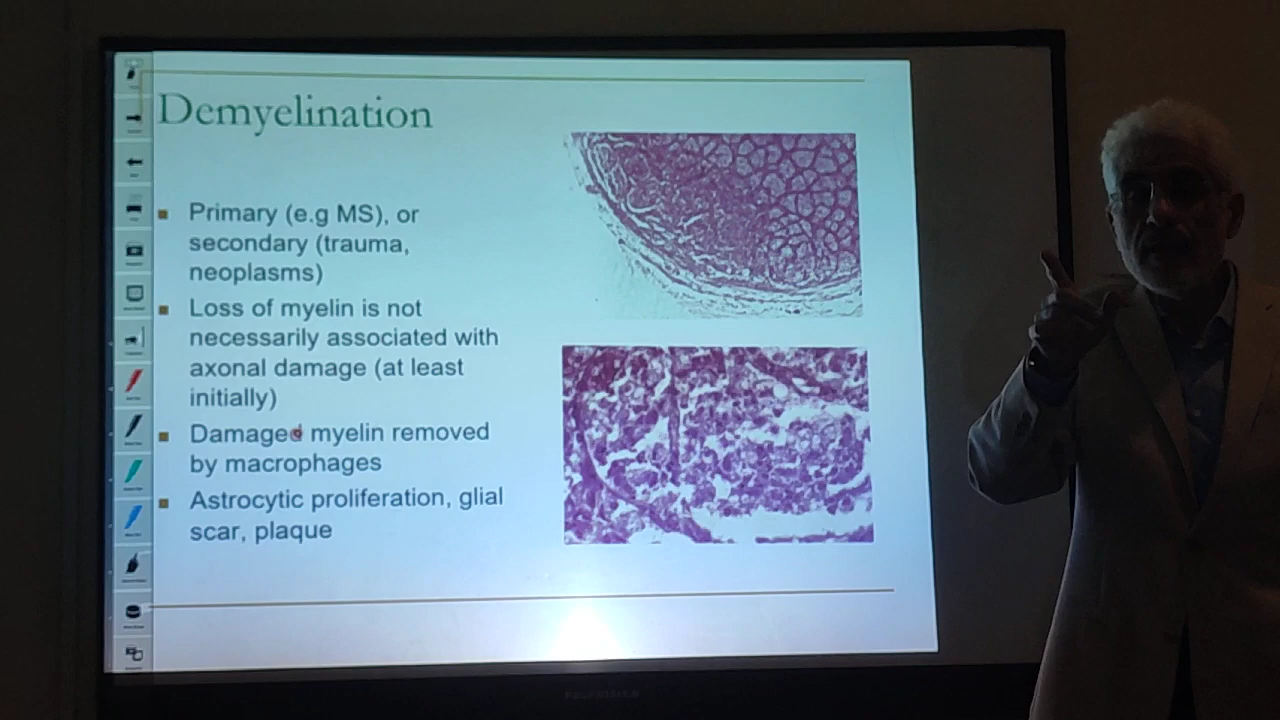 Demyelination
Primary (e.g MS), or
secondary (trauma,
neoplasms)
Loss of myelin is not
necessarily associated with
axonal damage (at least
initially)
Damaged myelin removed
by macrophages
Astrocytic proliferation, glial
scar, plaque